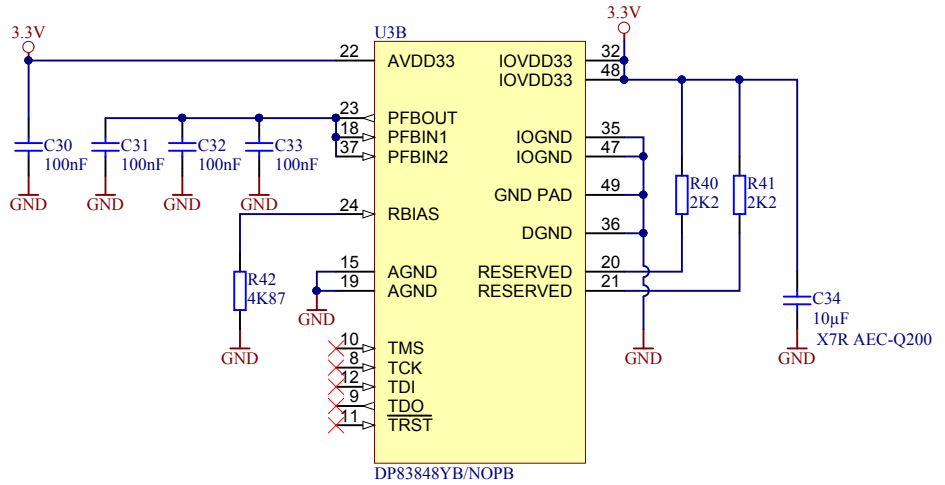 3.3V
3.3V
U3B
22 AVDD33 IOVDD33 32
IOVDD33 48
23 PFBOUT
18 PFBIN1 IOGND 35
37 PFBIN2 IOGND 47
C30 C31 C32 C33
100nF 100nF 100nF 100nF
GND GND GND GND
GND PAD 49
R40 R41
2K2 2K2
24 RBIAS
DGND 36
15 AGND RESERVED 20
19 AGND RESERVED 21
R42
4K87
GND
C34
10µF
X7R AEC-Q200
GND GND GND
10 TMS
8 TCK
12 TDI
9 TDO
11 TRST
DP83848YB/NOPB